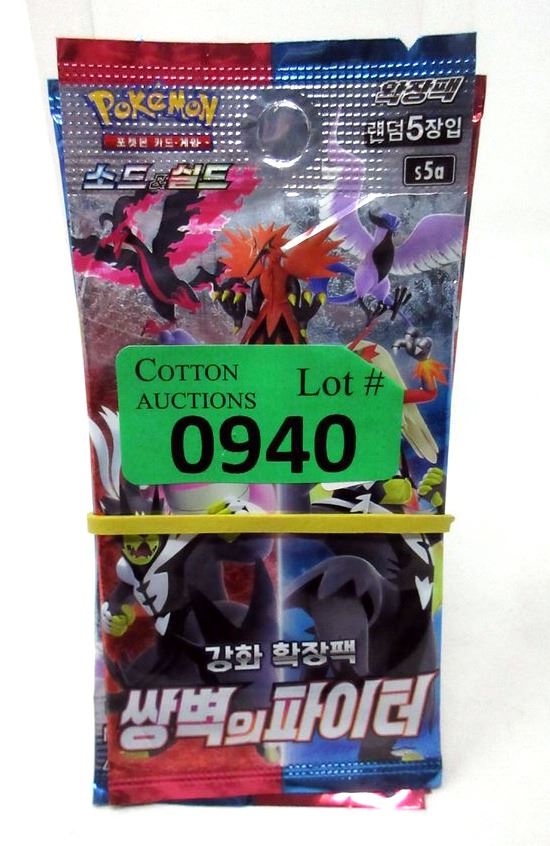 확장팩
POKÉMON
포켓몬 카드 게임
랜덤5장입
소드&실드
s5a
COTTON
AUCTIONS
Lot #
0940
강화 확장팩
쌍벽의 파이터